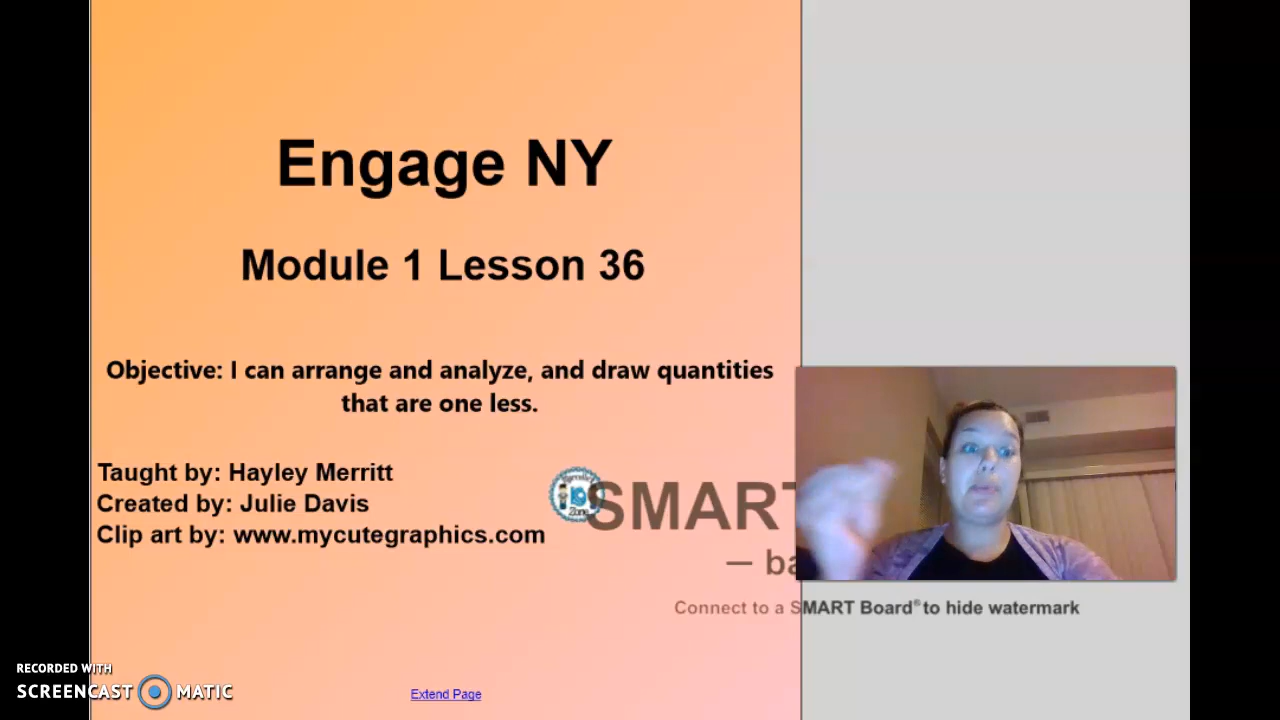 Engage NY
Module 1 Lesson 36
Objective: I can arrange and analyze, and draw quantities
that are one less.
Taught by: Hayley Merritt
Created by: Julie Davis
Clip art by: www.mycutegraphics.com
SMART
— ba
Connect to a SMART Board® to hide watermark
RECORDED WITH
SCREENCAST MATIC
Extend Page